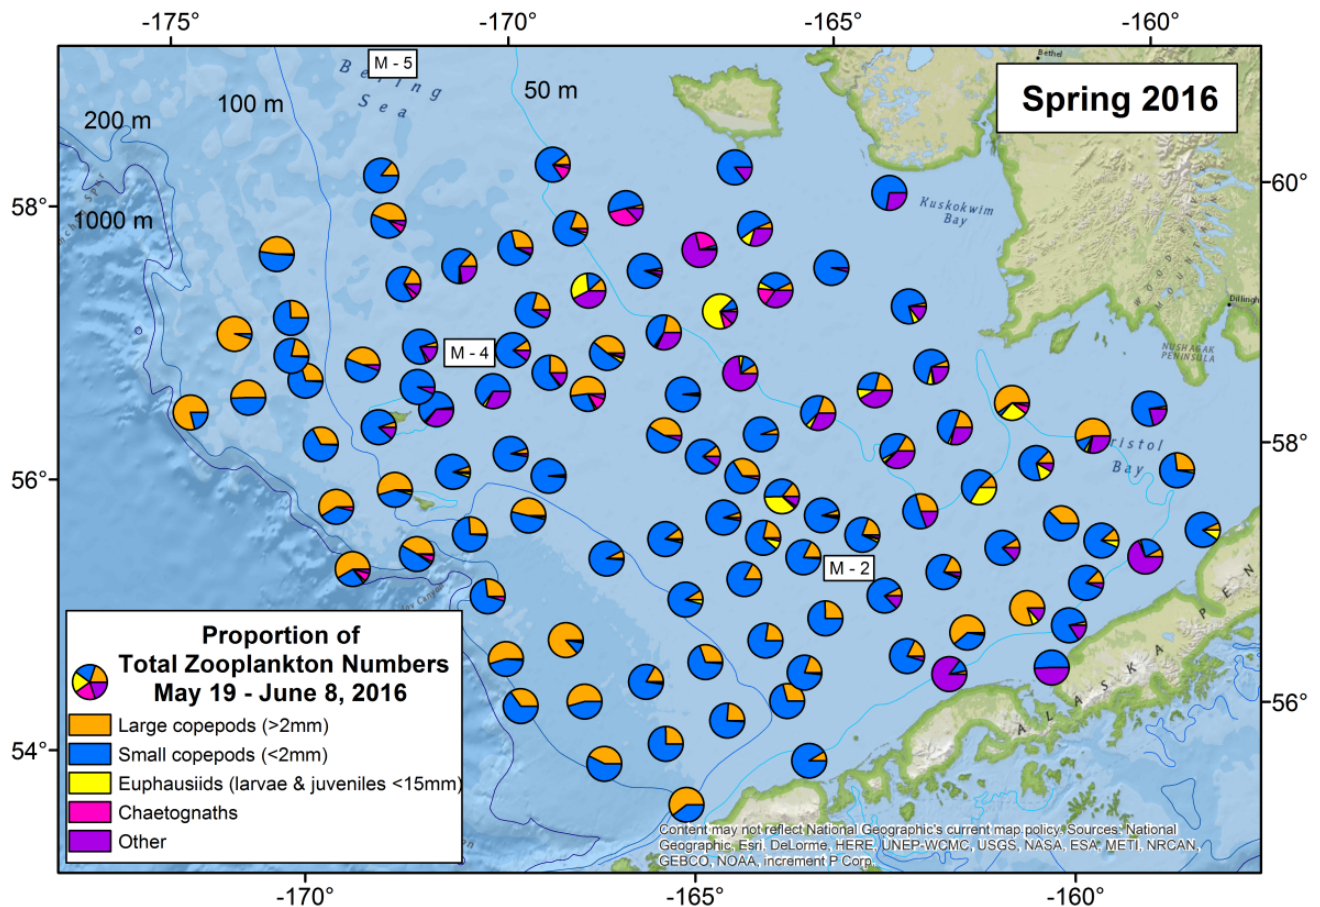 -175° -170° -165° -160°
M - 5
Bering
Sea
Bethel
200 m 100 m 50 m
Spring 2016
1000 m
58° 60°
Kuskokwim
Bay
WOOD
Dillingh
NUSHAGAK
PENINSULA
M - 4
56° 58°
ristol
Bay
M - 2
54° 56°
ALASKA PEN
Proportion of
Total Zooplankton Numbers
May 19 - June 8, 2016
Large copepods (>2mm)
Small copepods (<2mm)
Euphausiids (larvae & juveniles <15mm)
Chaetognaths
Other
Content may not reflect National Geographic's current map policy. Sources: National
Geographic, Esri, DeLorme, HERE, UNEP-WCMC, USGS, NASA, ESA, METI, NRCAN,
GEBCO, NOAA, increment P Corp.
-170° -165° -160°